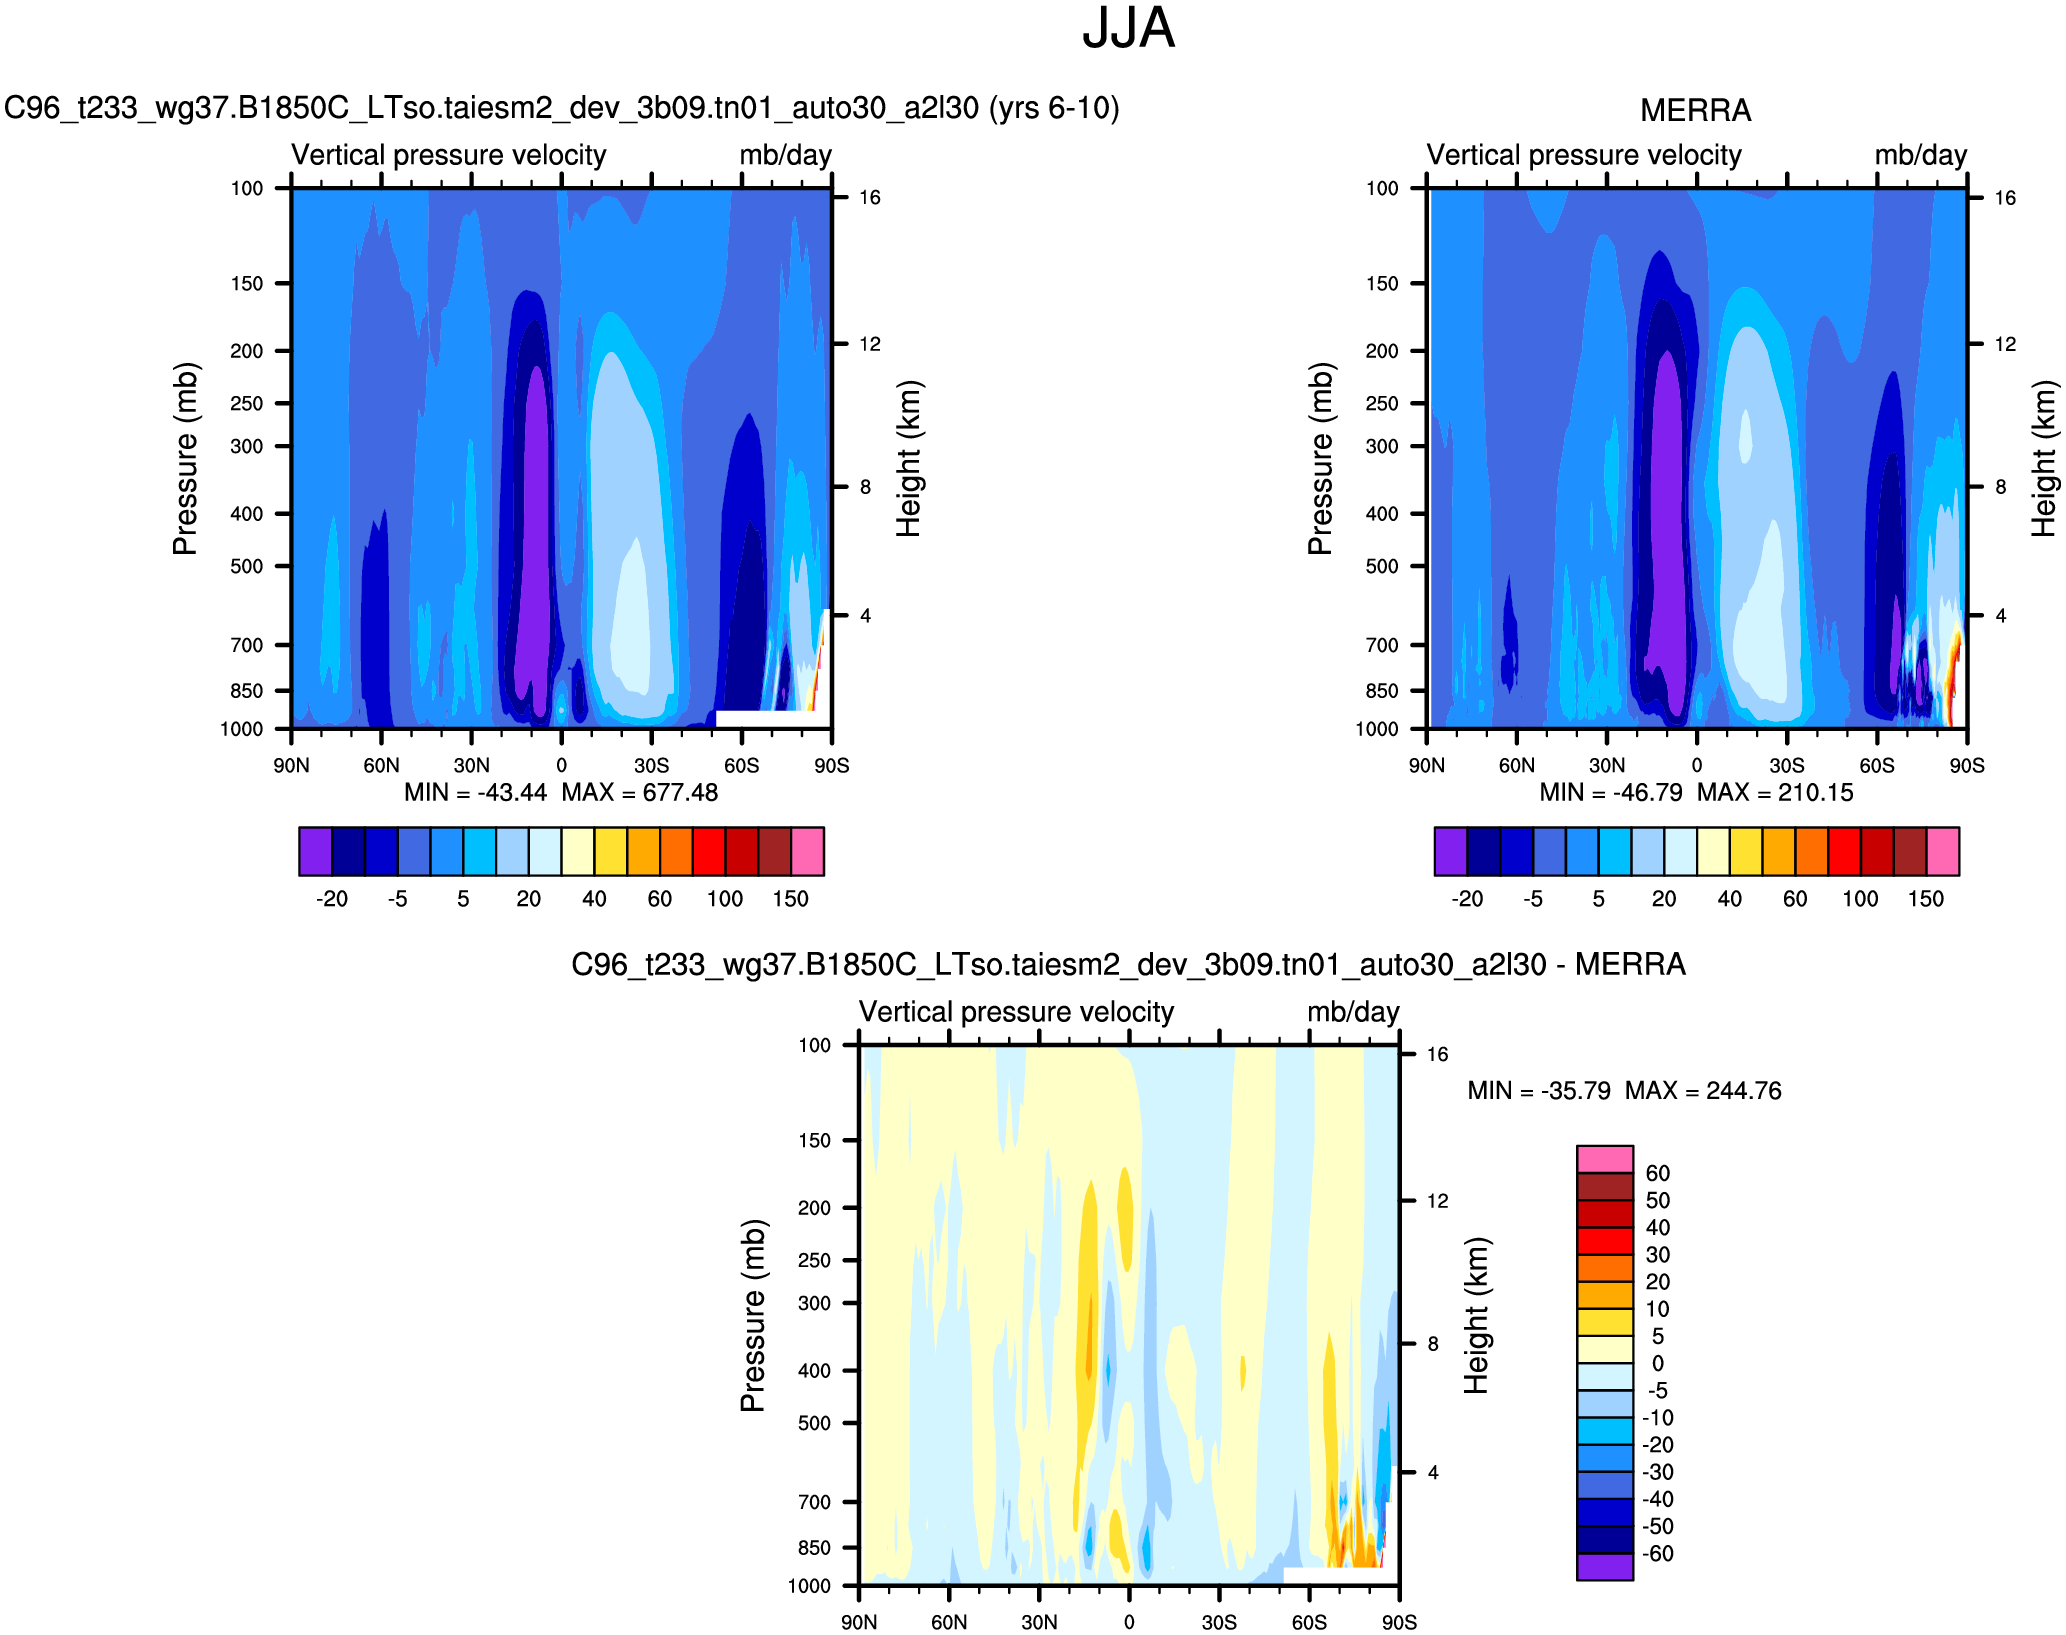 JJA
C96_t233_wg37.B1850C_LTso.taiesm2_dev_3b09.tn01_auto30_a2l30 (yrs 6-10)
Vertical pressure velocity mb/day
100
150
200
250
300
400
500
700
850
1000
Pressure (mb)
16
12
8
4
Height (km)
90N 60N 30N 0 30S 60S 90S
MIN = -43.44 MAX = 677.48
-20 -5 5 20 40 60 100 150
MERRA
Vertical pressure velocity mb/day
100
150
200
250
300
400
500
700
850
1000
Pressure (mb)
16
12
8
4
Height (km)
90N 60N 30N 0 30S 60S 90S
MIN = -46.79 MAX = 210.15
-20 -5 5 20 40 60 100 150
C96_t233_wg37.B1850C_LTso.taiesm2_dev_3b09.tn01_auto30_a2l30 - MERRA
Vertical pressure velocity mb/day
100
150
200
250
300
400
500
700
850
1000
Pressure (mb)
16
12
8
4
Height (km)
90N 60N 30N 0 30S 60S 90S
MIN = -35.79 MAX = 244.76
60
50
40
30
20
10
5
0
-5
-10
-20
-30
-40
-50
-60